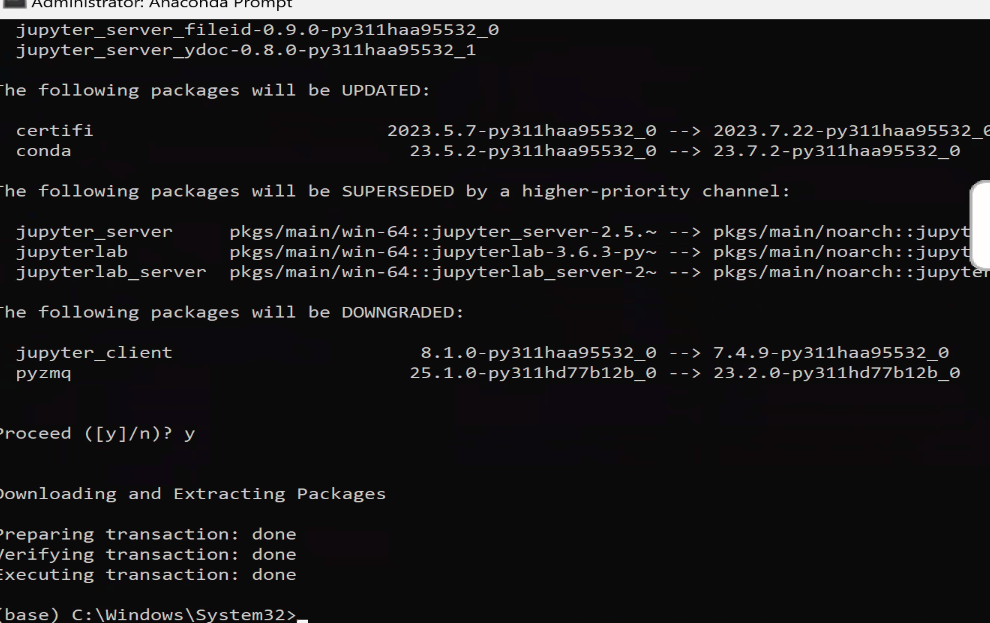 Administrator: Anaconda Prompt
jupyter_server_fileid-0.9.0-py311haa95532_0
jupyter_server_ydoc-0.8.0-py311haa95532_1
The following packages will be UPDATED:
certifi 2023.5.7-py311haa95532_0 --> 2023.7.22-py311haa95532_0
conda 23.5.2-py311haa95532_0 --> 23.7.2-py311haa95532_0
The following packages will be SUPERSEDED by a higher-priority channel:
jupyter_server pkgs/main/win-64::jupyter_server-2.5.~ --> pkgs/main/noarch::jupyt
jupyterlab pkgs/main/win-64::jupyterlab-3.6.3-py~ --> pkgs/main/noarch::jupyt
jupyterlab_server pkgs/main/win-64::jupyterlab_server-2~ --> pkgs/main/noarch::jupyter
The following packages will be DOWNGRADED:
jupyter_client 8.1.0-py311haa95532_0 --> 7.4.9-py311haa95532_0
pyzmq 25.1.0-py311hd77b12b_0 --> 23.2.0-py311hd77b12b_0
Proceed ([y]/n)? y
Downloading and Extracting Packages
Preparing transaction: done
Verifying transaction: done
Executing transaction: done
(base) C:\Windows\System32>